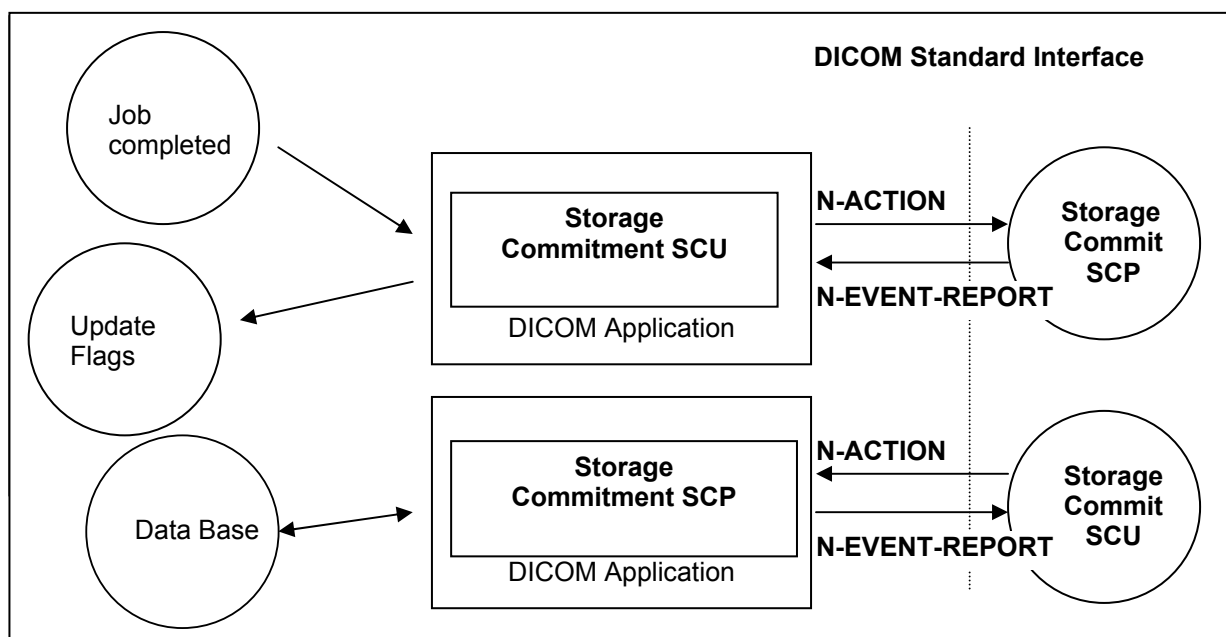 DICOM Standard Interface
Job
completed
Storage
Commitment SCU
DICOM Application
N-ACTION
N-EVENT-REPORT
Storage
Commit
SCP
Update
Flags
Data Base
Storage
Commitment SCP
DICOM Application
N-ACTION
N-EVENT-REPORT
Storage
Commit
SCU